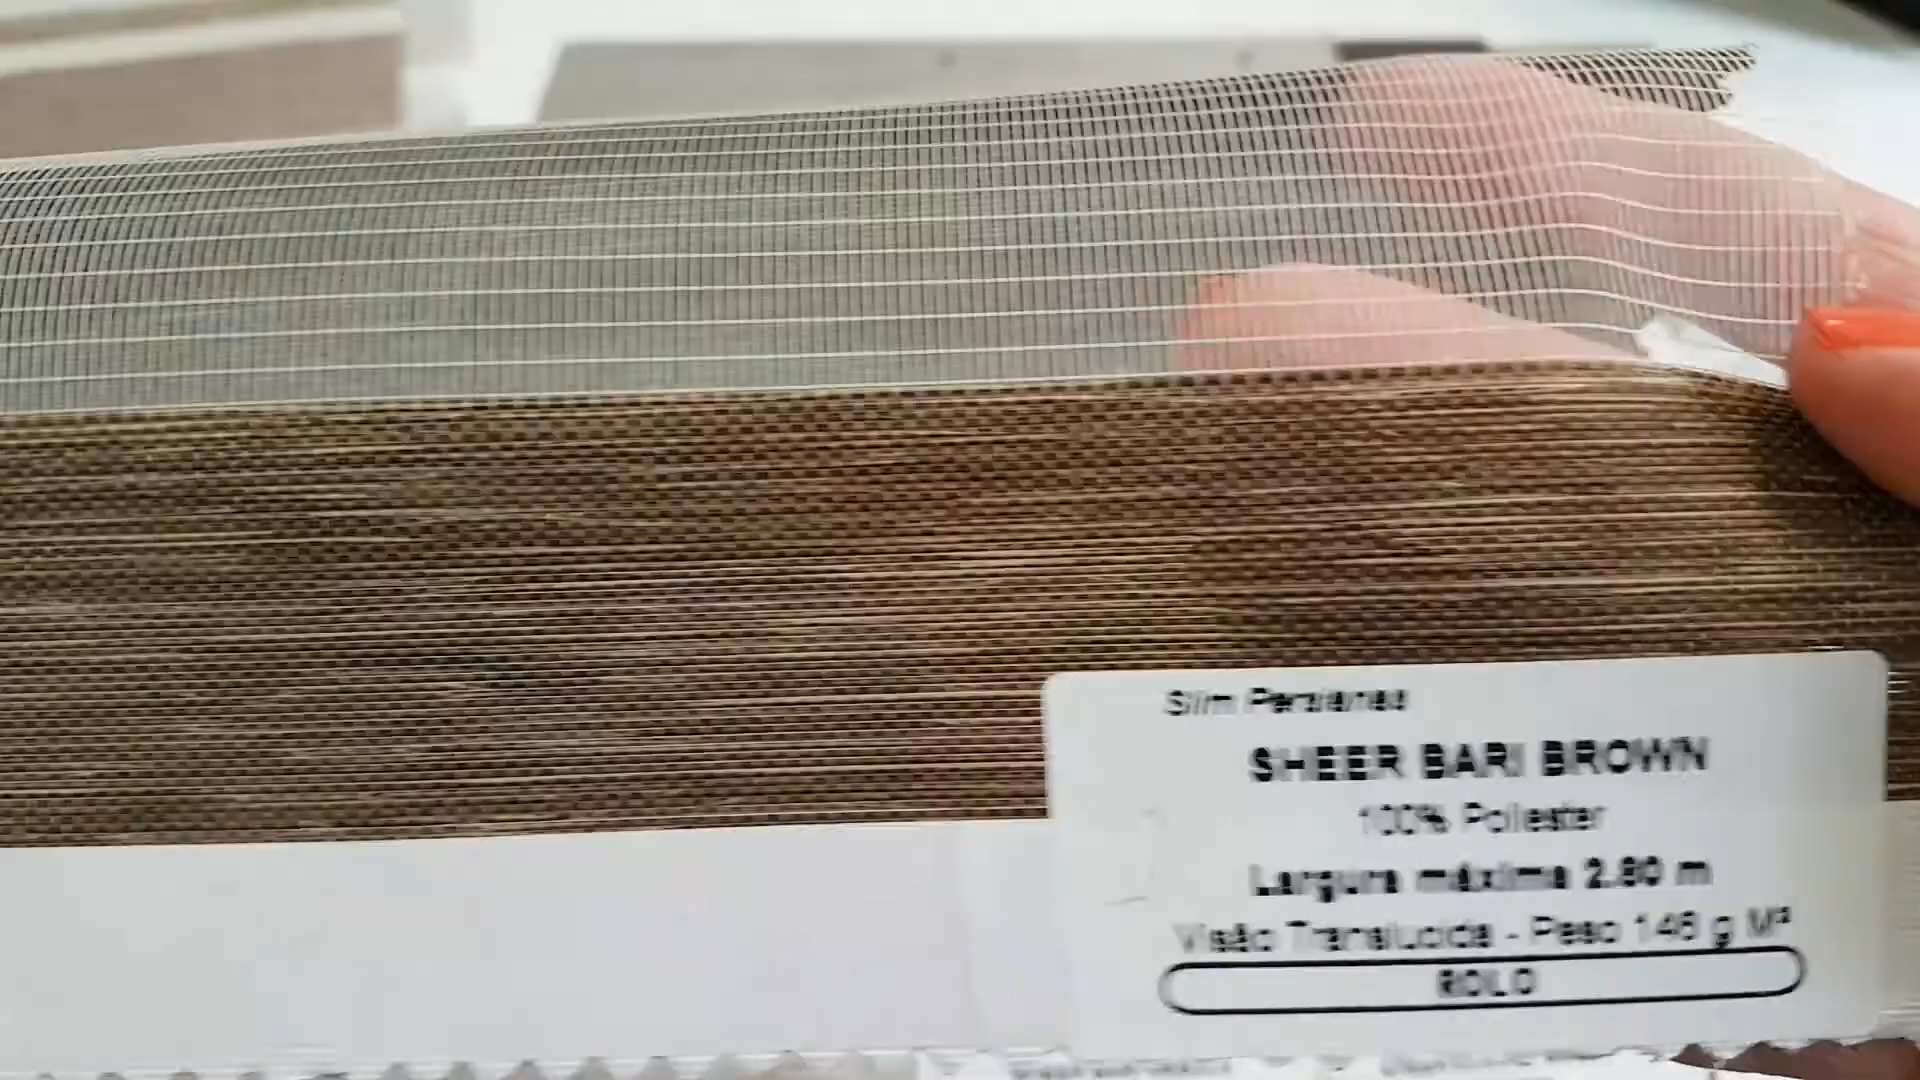 Slim Persianas
SHEER BARI BROWN
100% Poliester
Largura máxima 2.80 m
Visão Translucida - Peso 146 g M²
ROLO